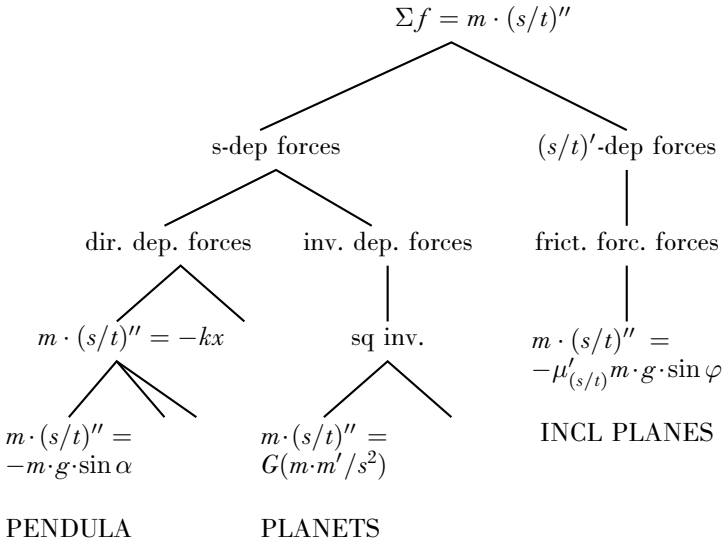 Σf = m · (s/t)′′
s-dep forces
(s/t)′-dep forces
dir. dep. forces
inv. dep. forces
frict. forc. forces
m · (s/t)′′ = −kx
sq inv.
m · (s/t)′′ =
−μ′(s/t)m·g·sin φ
m·(s/t)′′ =
−m·g·sin α
m·(s/t)′′ =
G(m·m′/s²)
INCL PLANES
PENDULA
PLANETS